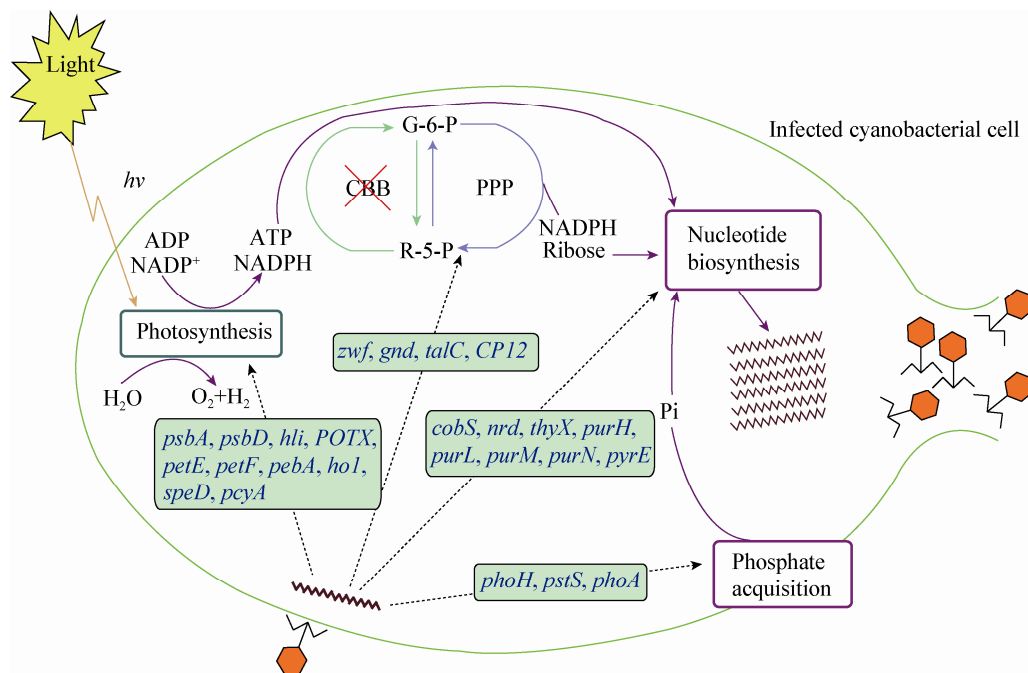 Light
Infected cyanobacterial cell
hν
G-6-P
CBB
PPP
R-5-P
NADPH
Ribose
ADP
NADP⁺
ATP
NADPH
Nucleotide
biosynthesis
Photosynthesis
H₂O
O₂+H₂
zwf, gnd, talC, CP12
psbA, psbD, hli, POTX,
petE, petF, pebA, ho1,
speD, pcyA
cobS, nrd, thyX, purH,
purL, purM, purN, pyrE
Pi
phoH, pstS, phoA
Phosphate
acquisition